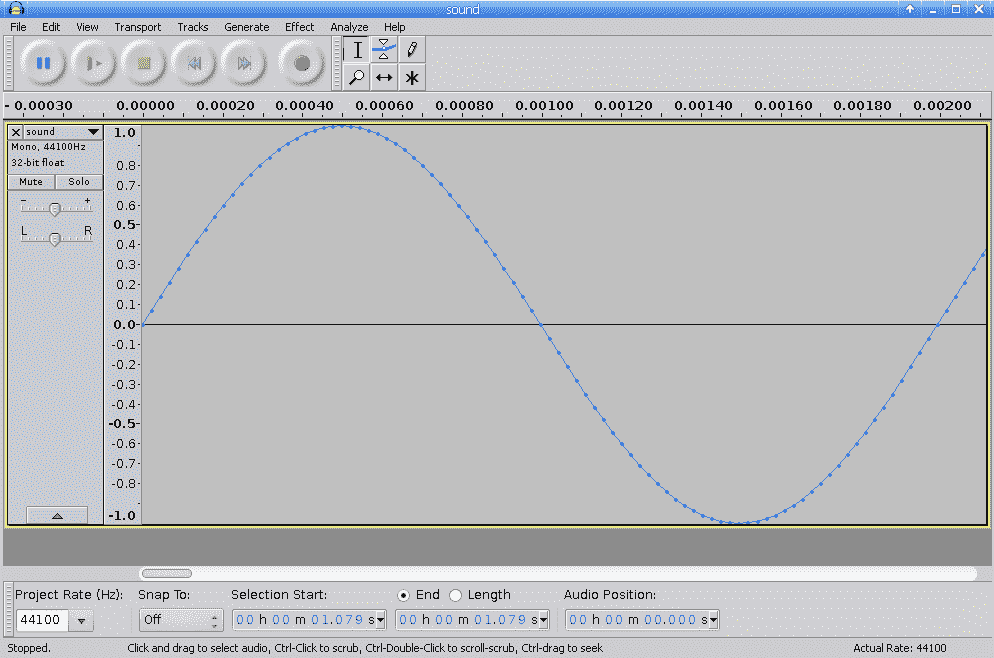 sound
File Edit View Transport Tracks Generate Effect Analyze Help
- 0.00030 0.00000 0.00020 0.00040 0.00060 0.00080 0.00100 0.00120 0.00140 0.00160 0.00180 0.00200
sound
Mono, 44100Hz
32-bit float
Mute Solo
- +
L R
1.0
0.8
0.7
0.6
0.5
0.4
0.3
0.2
0.1
0.0
-0.1
-0.2
-0.3
-0.4
-0.5
-0.6
-0.7
-0.8
-1.0
Project Rate (Hz): Snap To: Selection Start: End Length Audio Position:
44100 Off 00 h 00 m 01.079 s 00 h 00 m 01.079 s 00 h 00 m 00.000 s
Stopped. Click and drag to select audio, Ctrl-Click to scrub, Ctrl-Double-Click to scroll-scrub, Ctrl-drag to seek Actual Rate: 44100